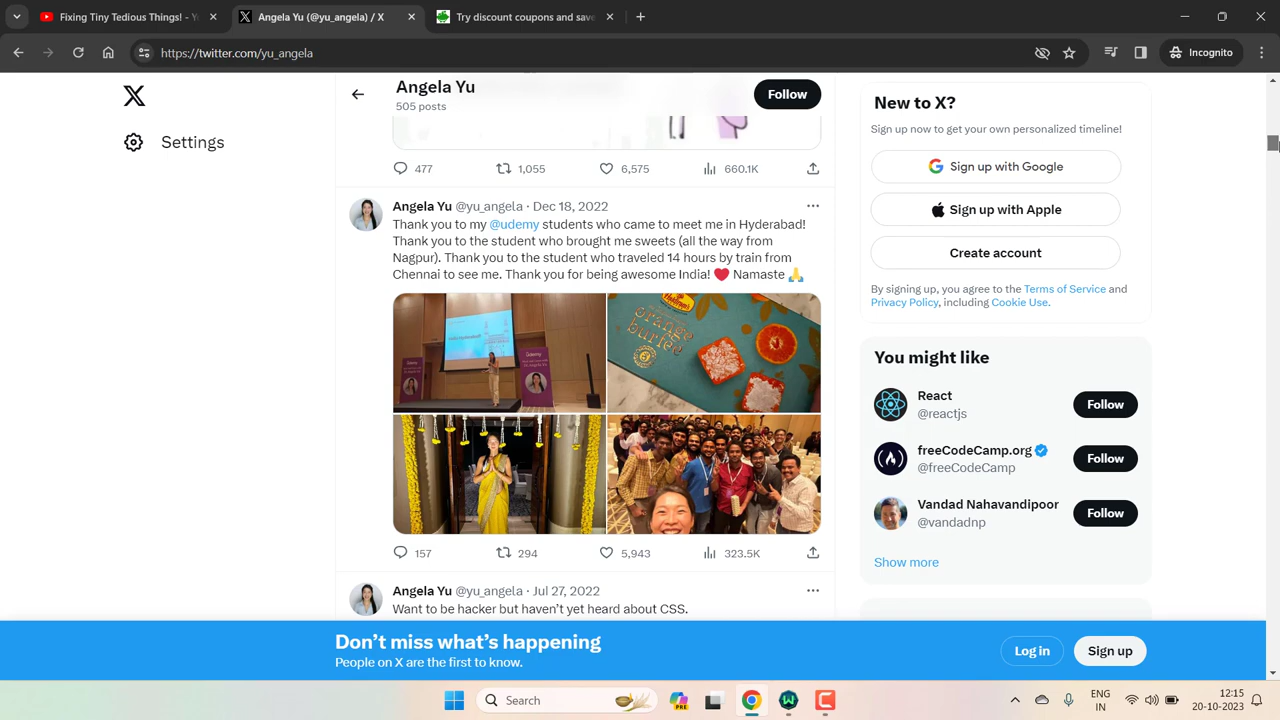 Fixing Tiny Tedious Things! - Y
Angela Yu (@yu_angela) / X
Try discount coupons and save
https://twitter.com/yu_angela
Incognito
Settings
Angela Yu
505 posts
Follow
477
1,055
6,575
660.1K
Angela Yu @yu_angela · Dec 18, 2022
Thank you to my @udemy students who came to meet me in Hyderabad!
Thank you to the student who brought me sweets (all the way from
Nagpur). Thank you to the student who traveled 14 hours by train from
Chennai to see me. Thank you for being awesome India! ❤️ Namaste 🙏
orange
burfee
157
294
5,943
323.5K
Angela Yu @yu_angela · Jul 27, 2022
Want to be hacker but haven't yet heard about CSS.
New to X?
Sign up now to get your own personalized timeline!
Sign up with Google
Sign up with Apple
Create account
By signing up, you agree to the Terms of Service and
Privacy Policy, including Cookie Use.
You might like
React
@reactjs
Follow
freeCodeCamp.org
@freeCodeCamp
Follow
Vandad Nahavandipoor
@vandadnp
Follow
Show more
Don't miss what's happening
People on X are the first to know.
Log in
Sign up
Search
PRE
ENG
IN
12:15
20-10-2023